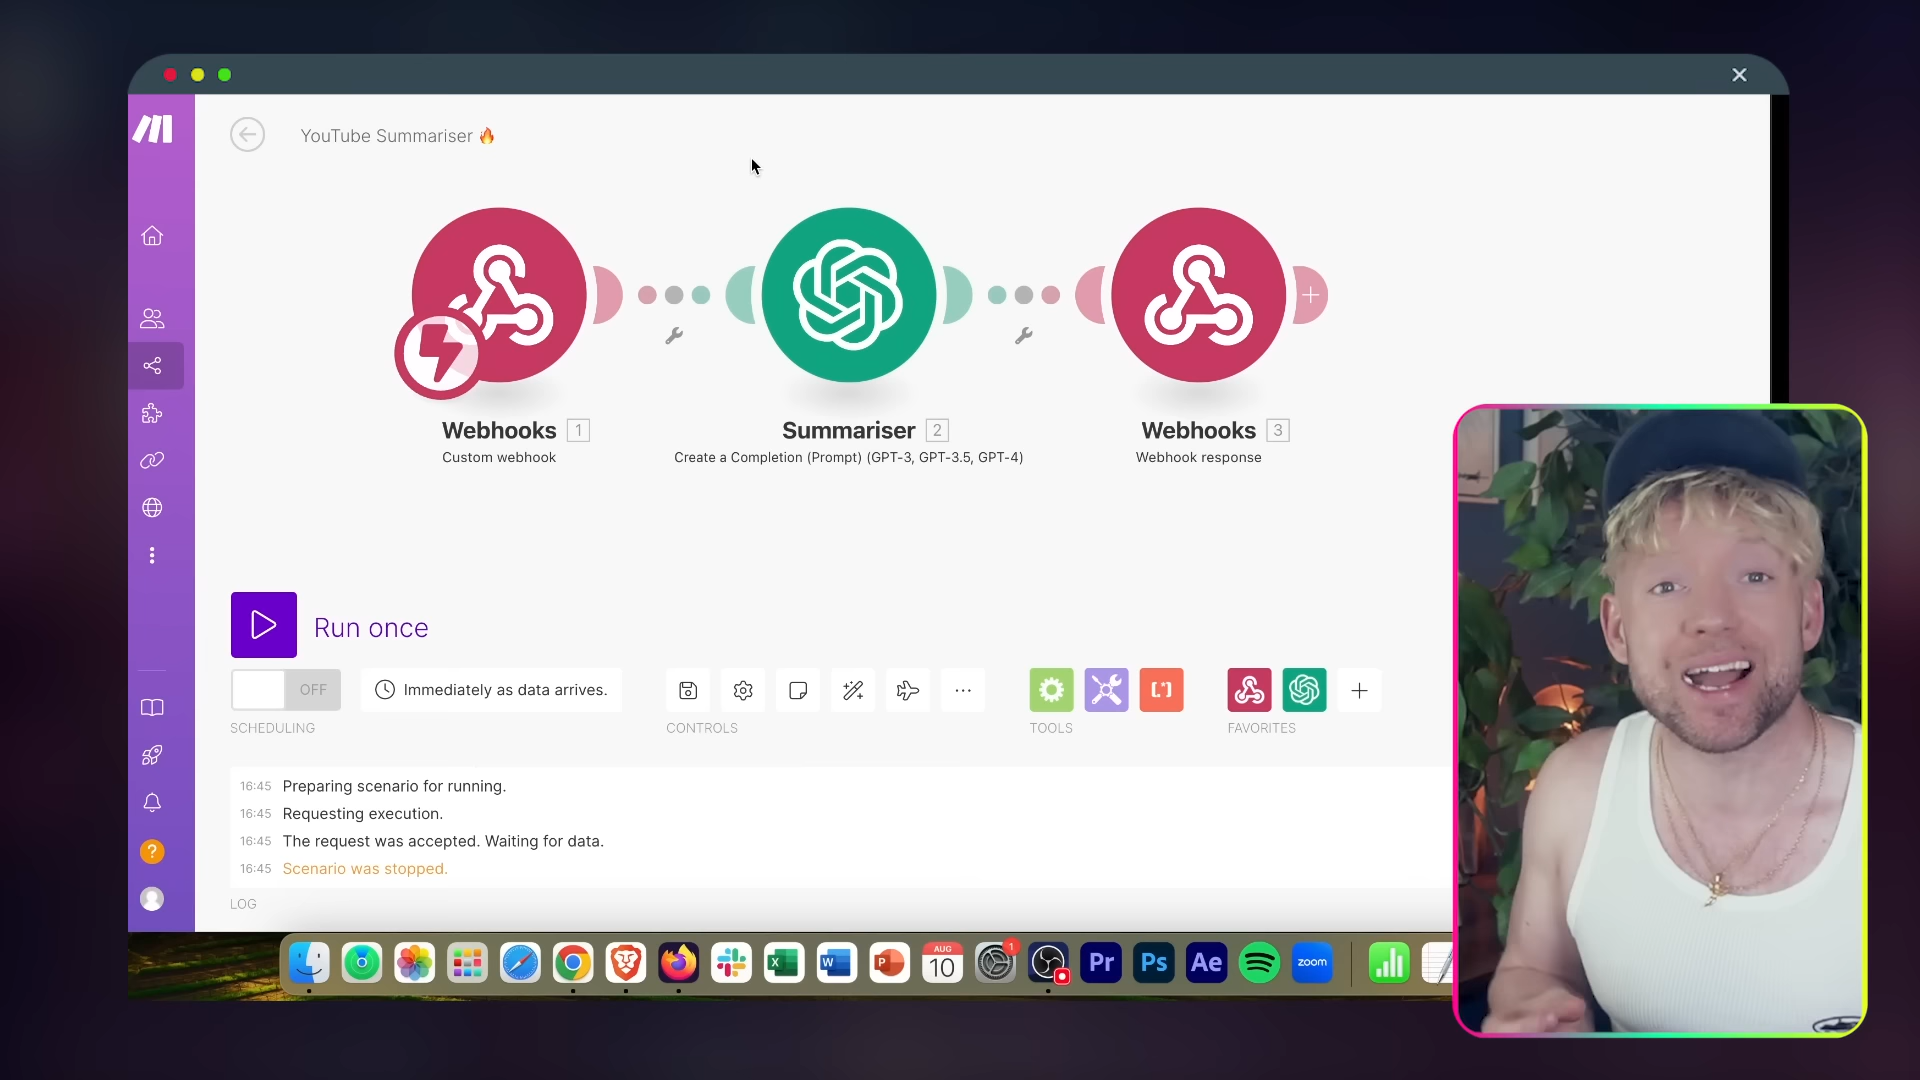 YouTube Summariser 🔥
Webhooks 1
Custom webhook
Summariser 2
Create a Completion (Prompt) (GPT-3, GPT-3.5, GPT-4)
Webhooks 3
Webhook response
Run once
OFF
Immediately as data arrives.
SCHEDULING
CONTROLS
TOOLS
FAVORITES
16:45 Preparing scenario for running.
16:45 Requesting execution.
16:45 The request was accepted. Waiting for data.
16:45 Scenario was stopped.
LOG
X
W
P
AUG
10
1
Pr
Ps
Ae
zoom